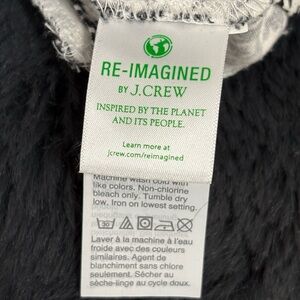 RE-IMAGINED
BY J.CREW
INSPIRED BY THE PLANET
AND ITS PEOPLE.
Learn more at
jcrew.com/reimagined
Machine wash cold with
like colors. Non-chlorine
bleach only. Tumble dry
low. Iron on lowest setting.
30
Laver à la machine à l'eau
froide avec des couleurs
similaires. Agent de
blanchiment sans chlore
seulement. Sécher au
sèche-linge au cycle doux.